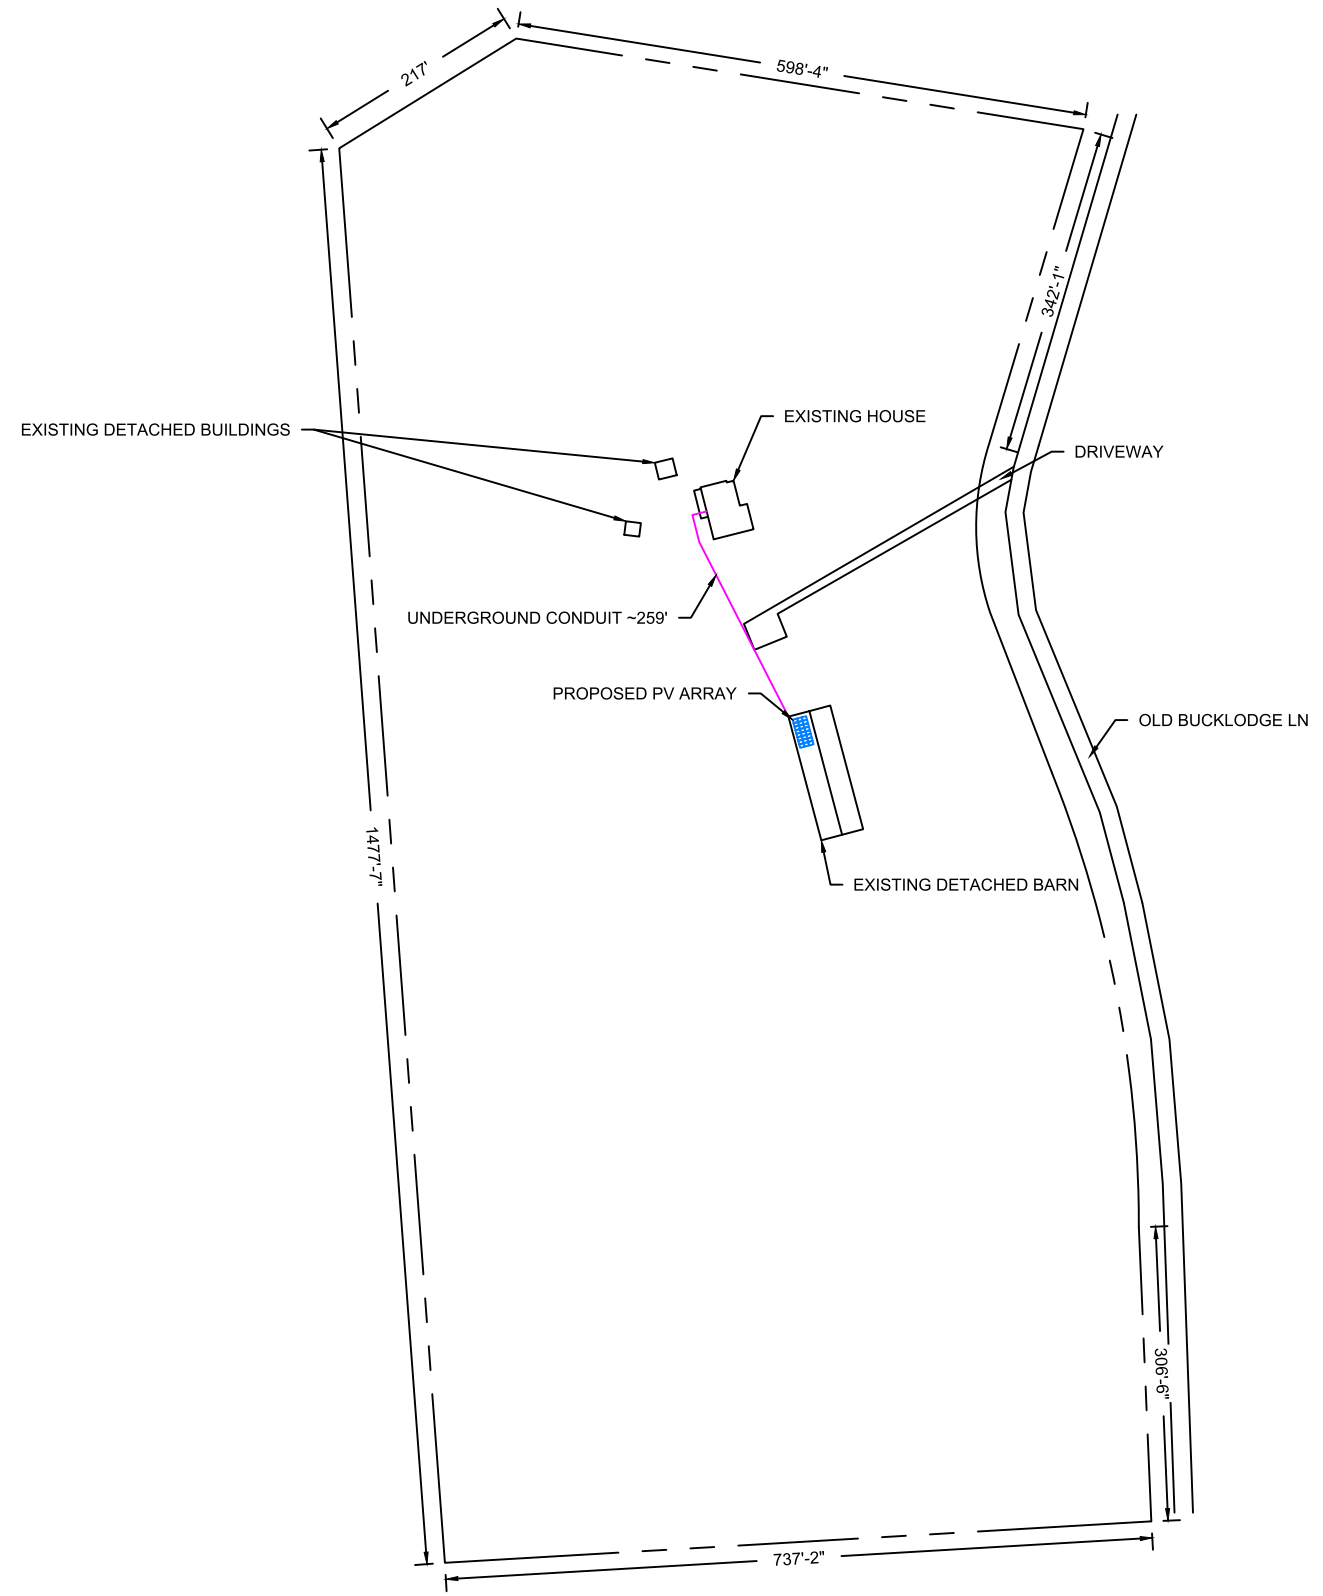 217'
598'-4"
342'-1"
EXISTING HOUSE
EXISTING DETACHED BUILDINGS
DRIVEWAY
UNDERGROUND CONDUIT ~259'
PROPOSED PV ARRAY
OLD BUCKLODGE LN
1477'-7"
EXISTING DETACHED BARN
306'-6"
737'-2"